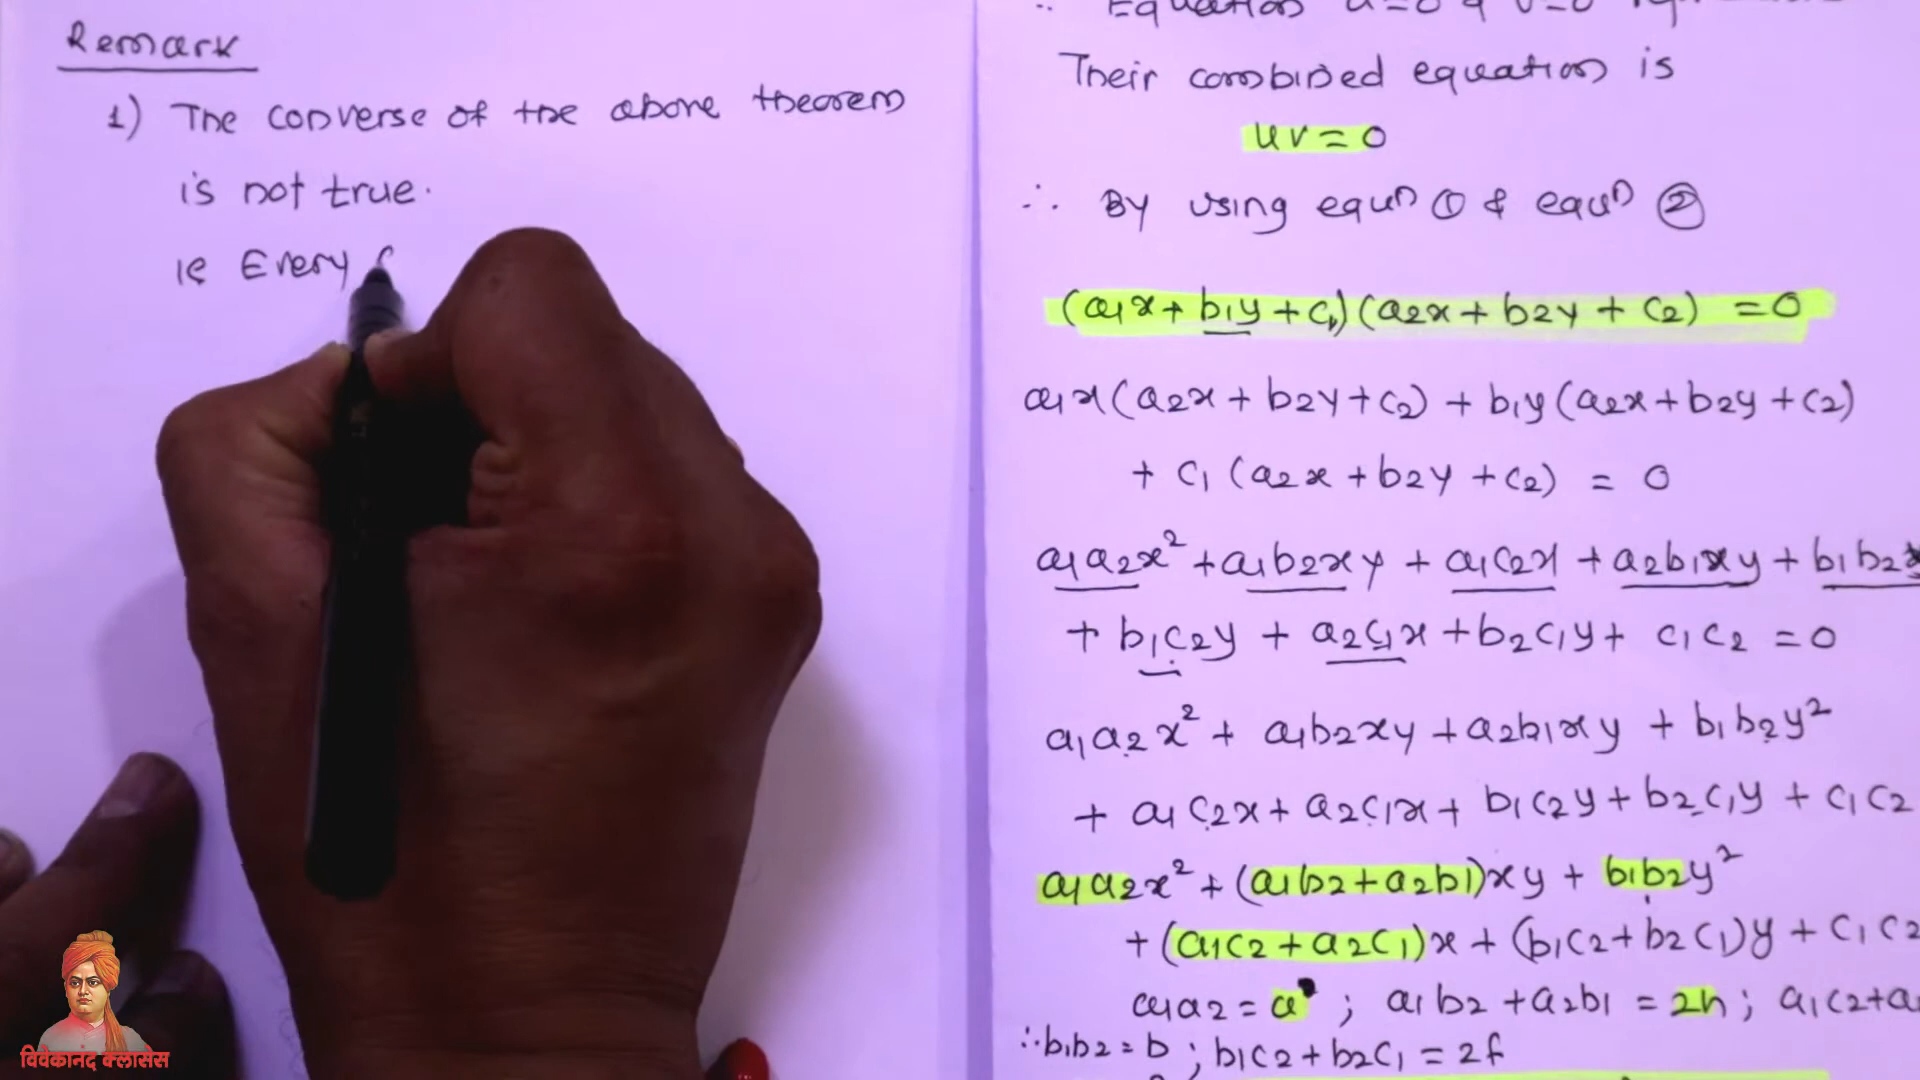 Remark
1) The converse of the above theorem
is not true.
ie Every
Their combined equation is
uv=0
∴ By using equn ① & equn ②
(a1x+b1y+c1)(a2x+b2y+c2) =0
a1x(a2x+b2y+c2)+b1y(a2x+b2y+c2)
+ c1(a2x+b2y+c2) = 0
a1a2x²+a1b2xy+a1c2x+a2b1xy+b1b2
+ b1c2y + a2c1x+b2c1y+ c1c2 =0
a1a2x²+ a1b2xy+a2b1xy + b1b2y²
+ a1c2x+a2c1x+ b1c2y+b2c1y + c1c2
a1a2x²+(a1b2+a2b1)xy + b1b2y²
+(a1c2+a2c1)x+(b1c2+b2c1)y+c1c2
a1a2=a ; a1b2+a2b1 = 2h ; a1c2+a
∴b1b2=b ; b1c2+b2c1=2f
विवेकानंद क्लासेस